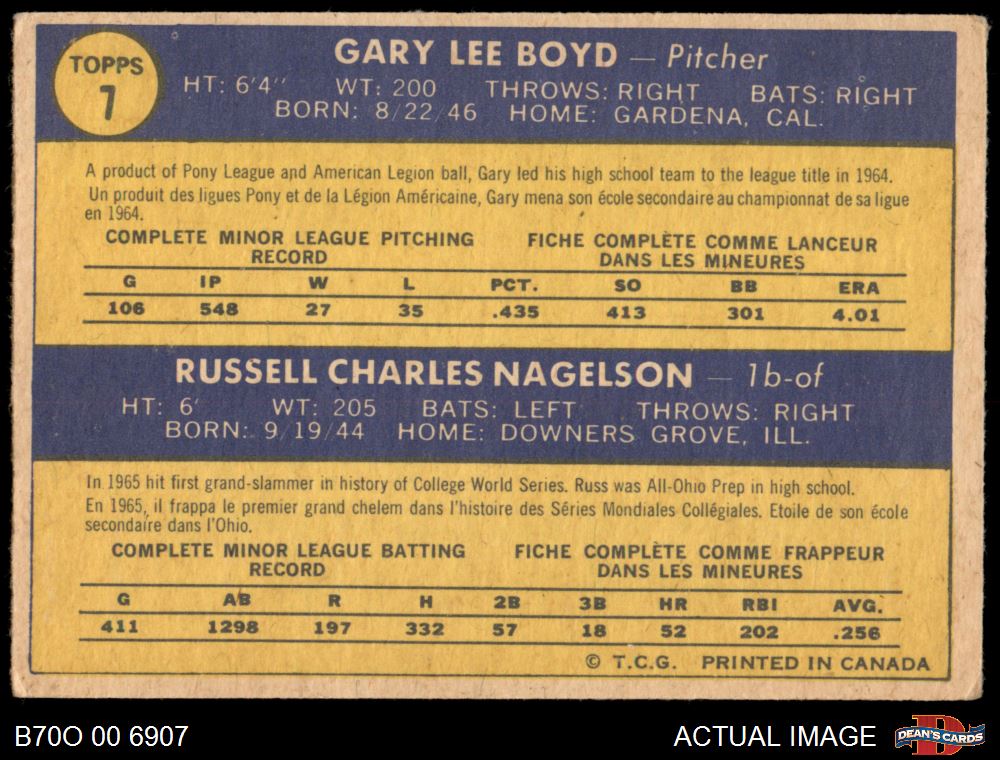 TOPPS
7
GARY LEE BOYD — Pitcher
HT: 6'4" WT: 200 THROWS: RIGHT BATS: RIGHT
BORN: 8/22/46 HOME: GARDENA, CAL.
A product of Pony League and American Legion ball, Gary led his high school team to the league title in 1964.
Un produit des ligues Pony et de la Légion Américaine, Gary mena son école secondaire au championnat de sa ligue
en 1964.
COMPLETE MINOR LEAGUE PITCHING
RECORD
FICHE COMPLÈTE COMME LANCEUR
DANS LES MINEURES
G IP W L PCT. SO BB ERA
106 548 27 35 .435 413 301 4.01
RUSSELL CHARLES NAGELSON — 1b-of
HT: 6' WT: 205 BATS: LEFT THROWS: RIGHT
BORN: 9/19/44 HOME: DOWNERS GROVE, ILL.
In 1965 hit first grand-slammer in history of College World Series. Russ was All-Ohio Prep in high school.
En 1965, il frappa le premier grand chelem dans l'histoire des Séries Mondiales Collégiales. Etoile de son école
secondaire dans l'Ohio.
COMPLETE MINOR LEAGUE BATTING
RECORD
FICHE COMPLÈTE COMME FRAPPEUR
DANS LES MINEURES
G AB R H 2B 3B HR RBI AVG.
411 1298 197 332 57 18 52 202 .256
© T.C.G. PRINTED IN CANADA
B70O 00 6907
ACTUAL IMAGE
D
DEAN'S CARDS